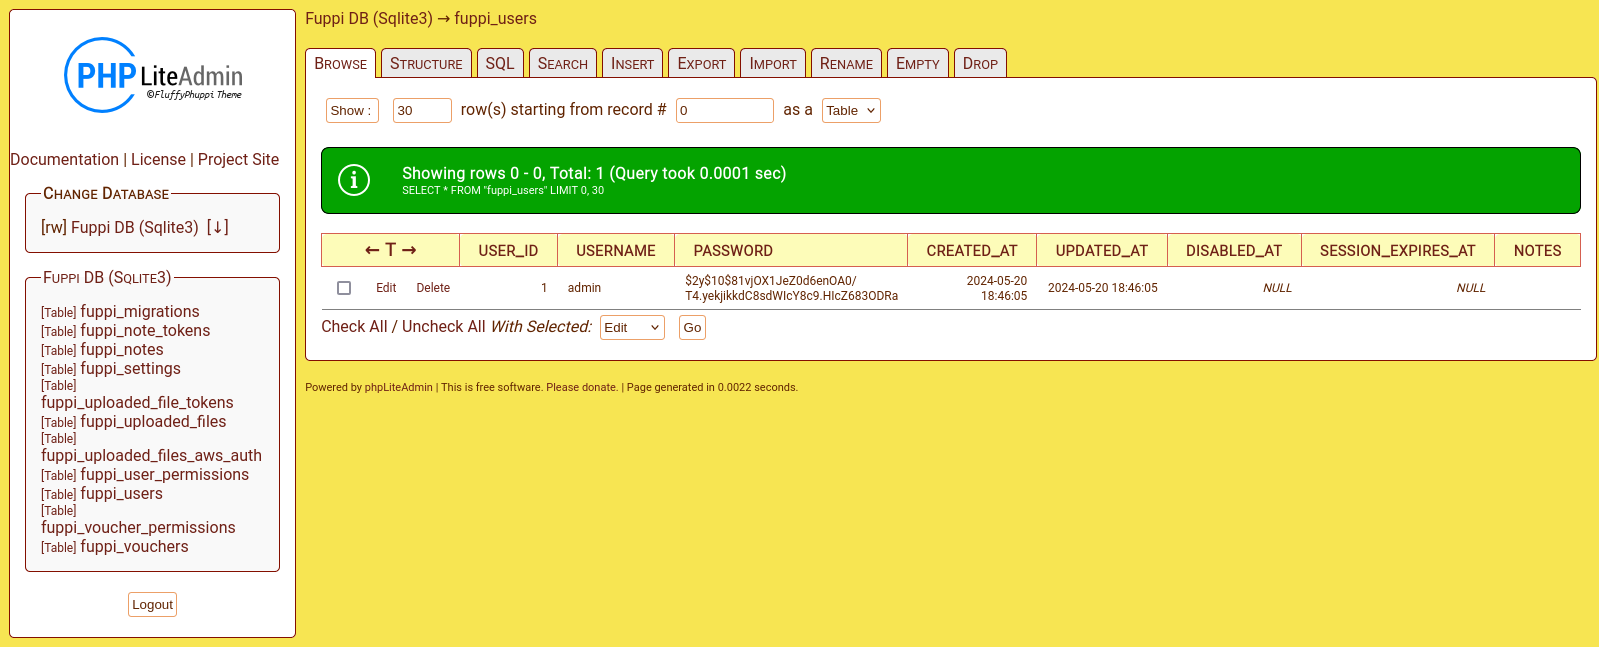 PHP LiteAdmin
©FluffyPhuppi Theme
Documentation | License | Project Site
Change Database
[rw] Fuppi DB (Sqlite3) [↓]
Fuppi DB (Sqlite3)
[Table] fuppi_migrations
[Table] fuppi_note_tokens
[Table] fuppi_notes
[Table] fuppi_settings
[Table]
fuppi_uploaded_file_tokens
[Table] fuppi_uploaded_files
[Table]
fuppi_uploaded_files_aws_auth
[Table] fuppi_user_permissions
[Table] fuppi_users
[Table]
fuppi_voucher_permissions
[Table] fuppi_vouchers
Logout
Fuppi DB (Sqlite3) → fuppi_users
Browse Structure SQL Search Insert Export Import Rename Empty Drop
Show : 30 row(s) starting from record # 0 as a Table
Showing rows 0 - 0, Total: 1 (Query took 0.0001 sec)
SELECT * FROM "fuppi_users" LIMIT 0, 30
← T → USER_ID USERNAME PASSWORD CREATED_AT UPDATED_AT DISABLED_AT SESSION_EXPIRES_AT NOTES
Edit Delete 1 admin $2y$10$81vjOX1JeZ0d6enOA0/ 2024-05-20 2024-05-20 18:46:05 NULL NULL
T4.yekjikkdC8sdWIcY8c9.HIcZ683ODRa 18:46:05
Check All / Uncheck All With Selected: Edit Go
Powered by phpLiteAdmin | This is free software. Please donate. | Page generated in 0.0022 seconds.